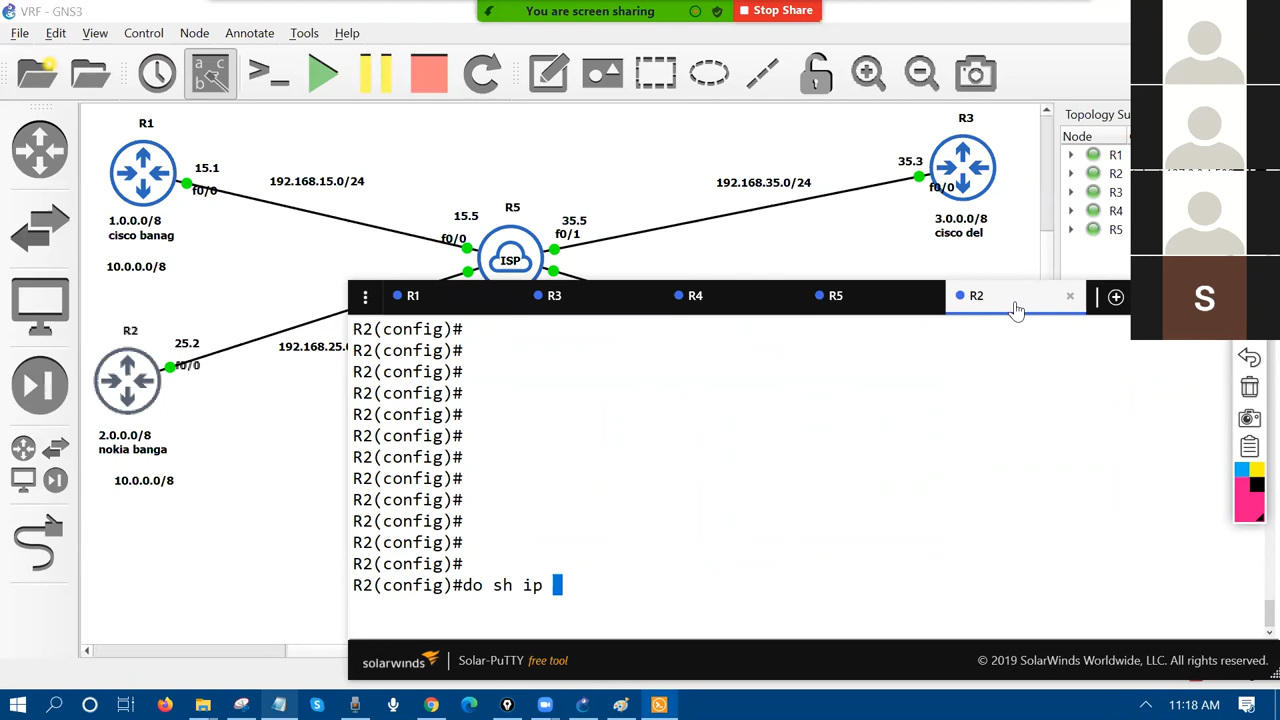 VRF - GNS3
You are screen sharing
Stop Share
File Edit View Control Node Annotate Tools Help
Topology Su
Node
R1
R2
R3
R4
R5
R1
15.1
f0/0
192.168.15.0/24
1.0.0.0/8
cisco banag
10.0.0.0/8
R5
15.5
f0/0
35.5
f0/1
ISP
192.168.35.0/24
R3
35.3
f0/0
3.0.0.0/8
cisco del
R2
25.2
f0/0
192.168.25.0
2.0.0.0/8
nokia banga
10.0.0.0/8
R1 R3 R4 R5 R2
R2(config)#
R2(config)#
R2(config)#
R2(config)#
R2(config)#
R2(config)#
R2(config)#
R2(config)#
R2(config)#
R2(config)#
R2(config)#
R2(config)#
R2(config)#do sh ip
S
solarwinds Solar-PuTTY free tool
© 2019 SolarWinds Worldwide, LLC. All rights reserved.
11:18 AM